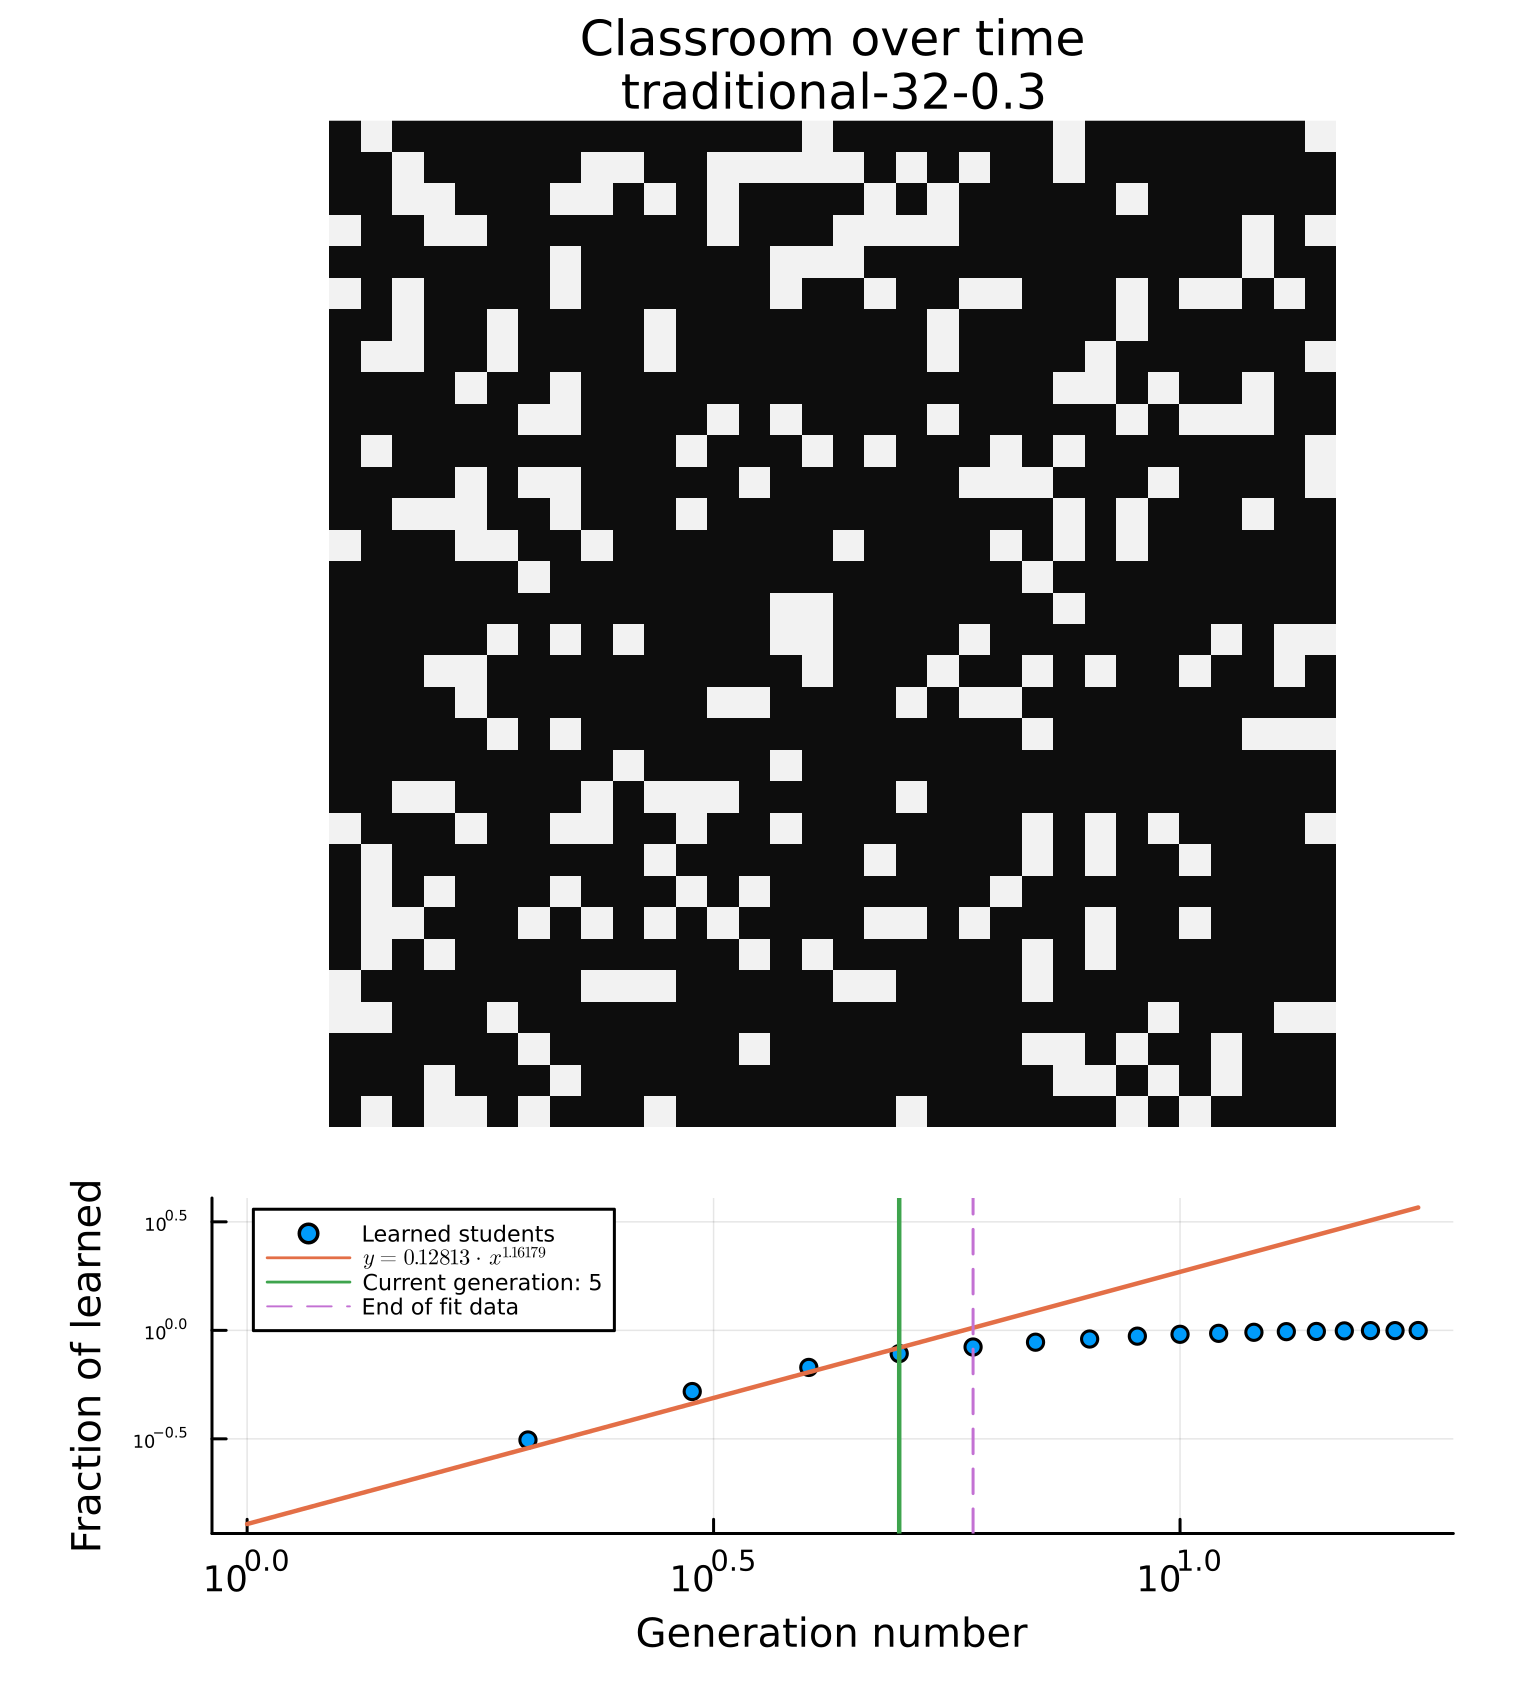 Classroom over time
traditional-32-0.3
Fraction of learned
10^0.5
10^0.0
10^−0.5
Learned students
y = 0.12813 · x^1.16179
Current generation: 5
End of fit data
10^0.0 10^0.5 10^1.0
Generation number